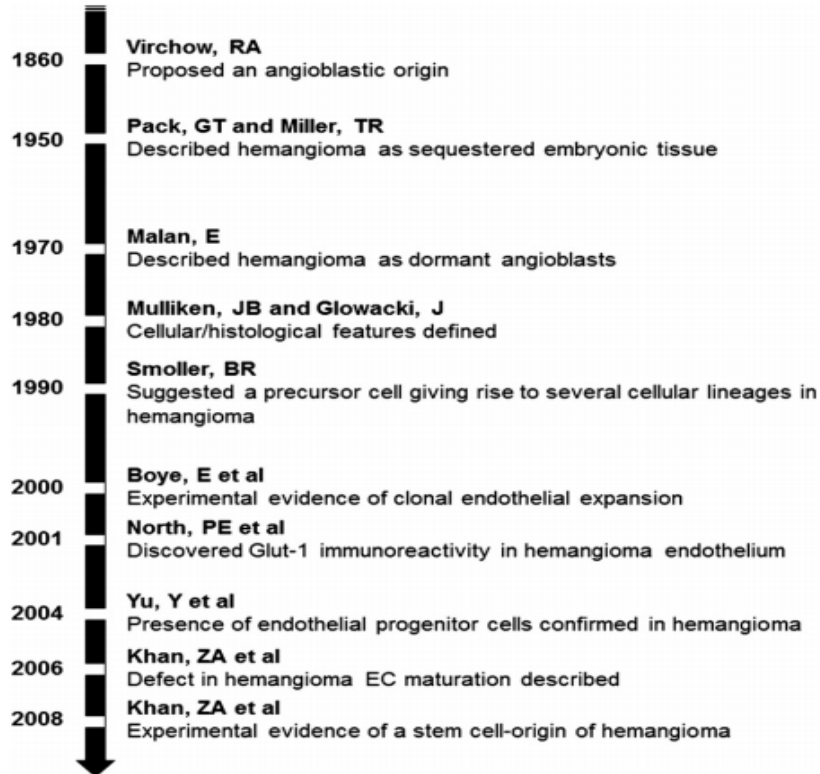 Virchow, RA
1860
Proposed an angioblastic origin
Pack, GT and Miller, TR
1950
Described hemangioma as sequestered embryonic tissue
Malan, E
1970
Described hemangioma as dormant angioblasts
Mulliken, JB and Glowacki, J
1980
Cellular/histological features defined
Smoller, BR
1990
Suggested a precursor cell giving rise to several cellular lineages in
hemangioma
Boye, E et al
2000
Experimental evidence of clonal endothelial expansion
North, PE et al
2001
Discovered Glut-1 immunoreactivity in hemangioma endothelium
Yu, Y et al
2004
Presence of endothelial progenitor cells confirmed in hemangioma
Khan, ZA et al
2006
Defect in hemangioma EC maturation described
Khan, ZA et al
2008
Experimental evidence of a stem cell-origin of hemangioma